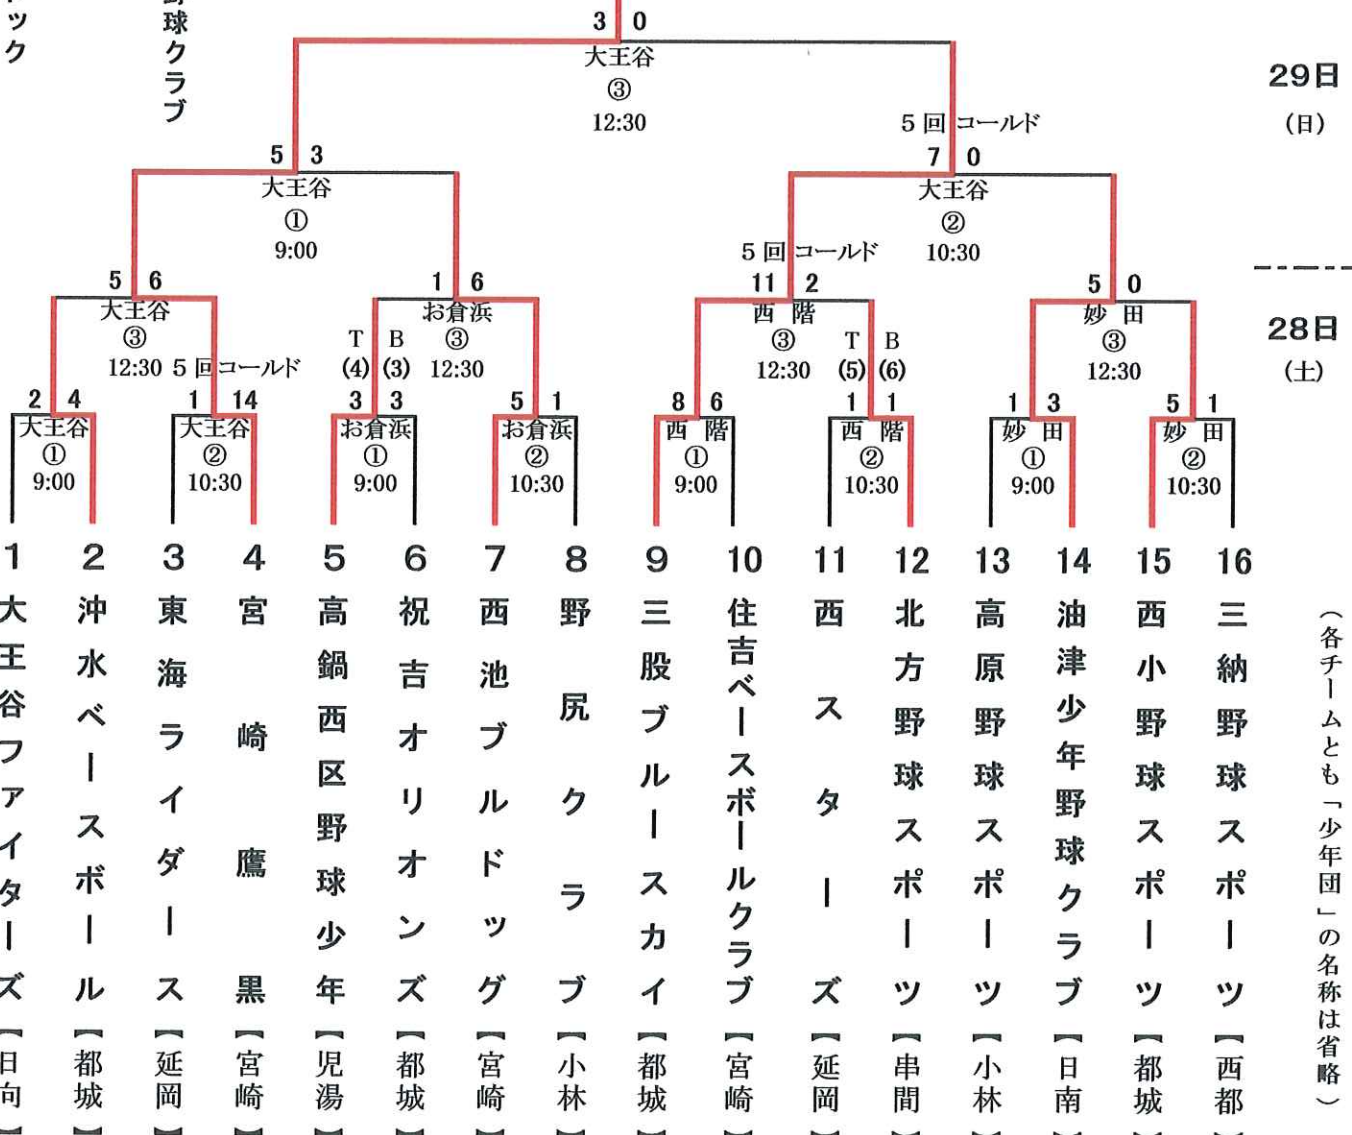 ック
野球クラブ
3 0
大王谷
③
12:30
29日
(日)
5回コールド
5 3
大王谷
①
9:00
7 0
大王谷
②
10:30
5 6
大王谷
③
12:30
1 6
お倉浜
③
12:30
5回コールド
11 2
西 階
③
12:30
5 0
妙 田
③
12:30
28日
(土)
5回コールド
T B
(4) (3)
T B
(5) (6)
2 4
大王谷
①
9:00
1 14
大王谷
②
10:30
3 3
お倉浜
①
9:00
5 1
お倉浜
②
10:30
8 6
西 階
①
9:00
1 1
西 階
②
10:30
1 3
妙 田
①
9:00
5 1
妙 田
②
10:30
1 大王谷ファイターズ【日向】
2 沖水ベースボール【都城】
3 東海ライダース【延岡】
4 宮崎鷹黒【宮崎】
5 高鍋西区野球少年【児湯】
6 祝吉オリオンズ【都城】
7 西池ブルドッグ【宮崎】
8 野尻クラブ【小林】
9 三股ブルースカイ【都城】
10 住吉ベースボールクラブ【宮崎】
11 西スターズ【延岡】
12 北方野球スポーツ【串間】
13 高原野球スポーツ【小林】
14 油津少年野球クラブ【日南】
15 西小野球スポーツ【都城】
16 三納野球スポーツ【西都】
(各チームとも「少年団」の名称は省略)